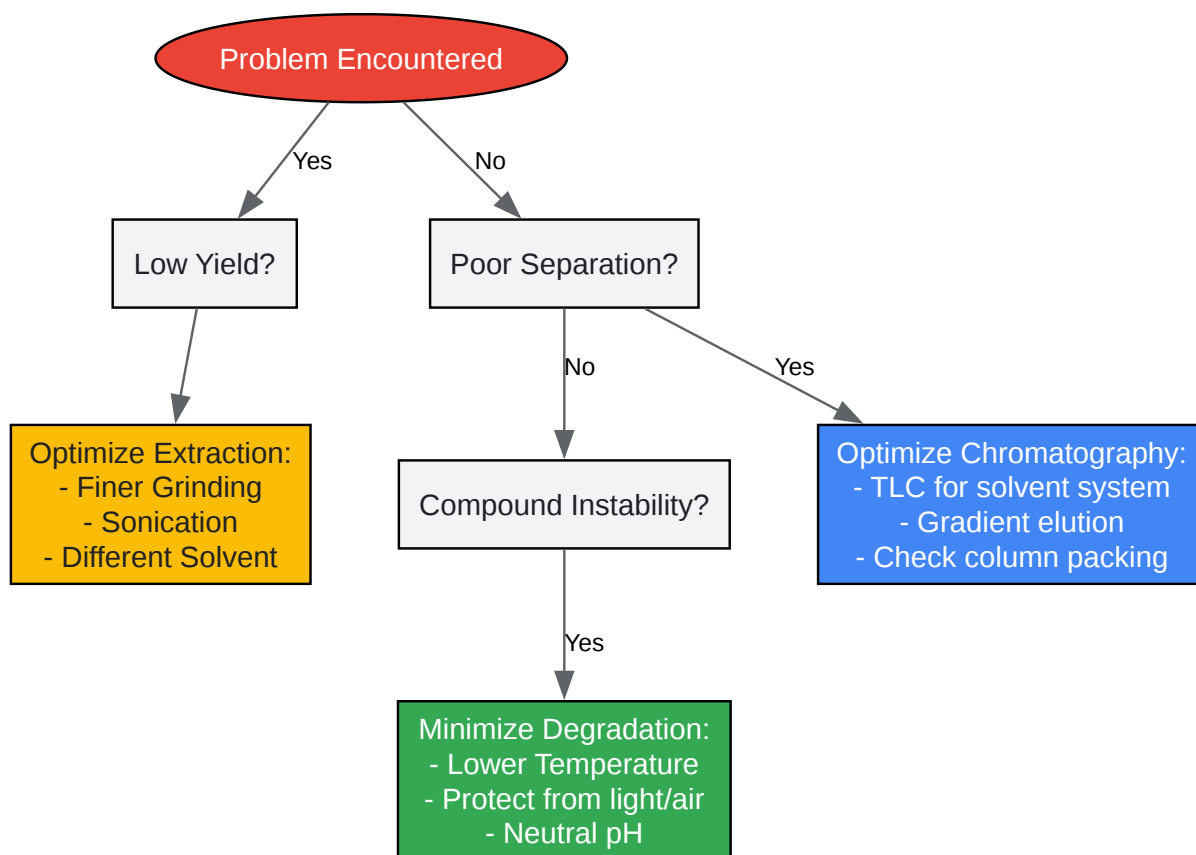 Problem Encountered
Yes
No
Low Yield?
Poor Separation?
No
Yes
Optimize Extraction:
- Finer Grinding
- Sonication
- Different Solvent
Compound Instability?
Optimize Chromatography:
- TLC for solvent system
- Gradient elution
- Check column packing
Yes
Minimize Degradation:
- Lower Temperature
- Protect from light/air
- Neutral pH